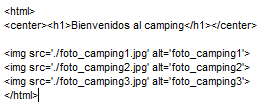 <html>
<center><h1>Bienvenidos al camping</h1></center>
<img src='./foto_camping1.jpg' alt='foto_camping1'>
<img src='./foto_camping2.jpg' alt='foto_camping2'>
<img src='./foto_camping3.jpg' alt='foto_camping3'>
</html>